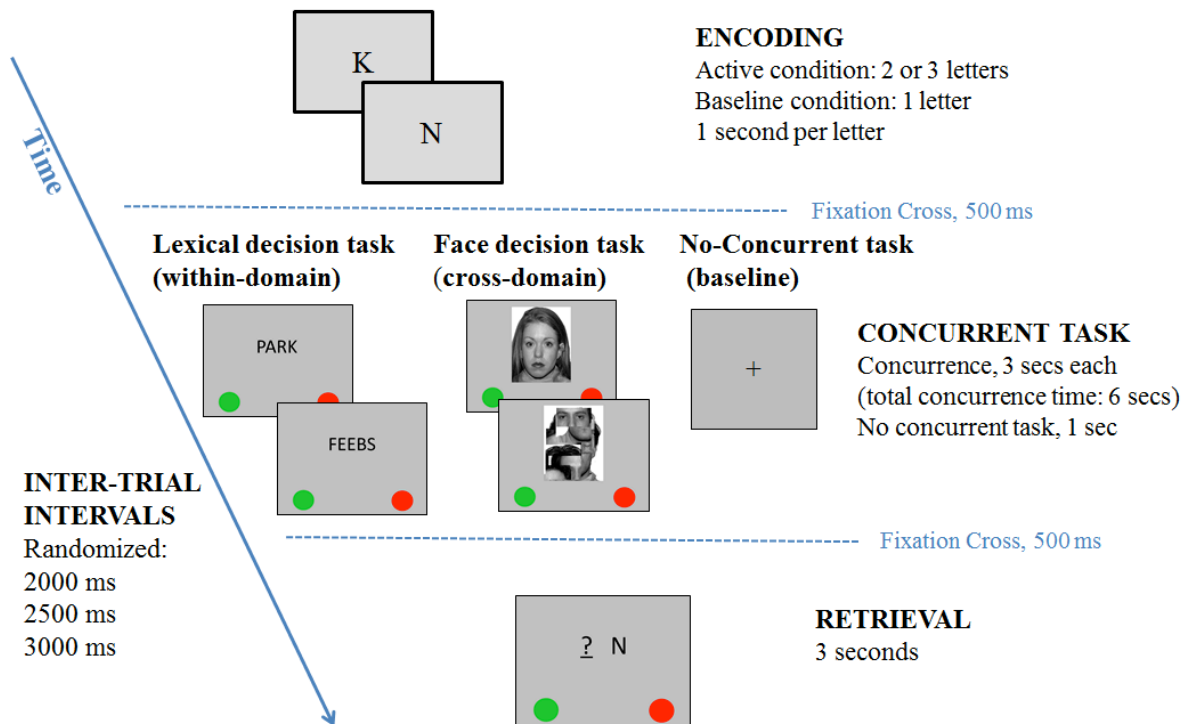 K
N
ENCODING
Active condition: 2 or 3 letters
Baseline condition: 1 letter
1 second per letter
Time
Fixation Cross, 500 ms
Lexical decision task
(within-domain)
Face decision task
(cross-domain)
No-Concurrent task
(baseline)
PARK
FEEBS
+
CONCURRENT TASK
Concurrence, 3 secs each
(total concurrence time: 6 secs)
No concurrent task, 1 sec
INTER-TRIAL
INTERVALS
Randomized:
2000 ms
2500 ms
3000 ms
Fixation Cross, 500 ms
? N
RETRIEVAL
3 seconds